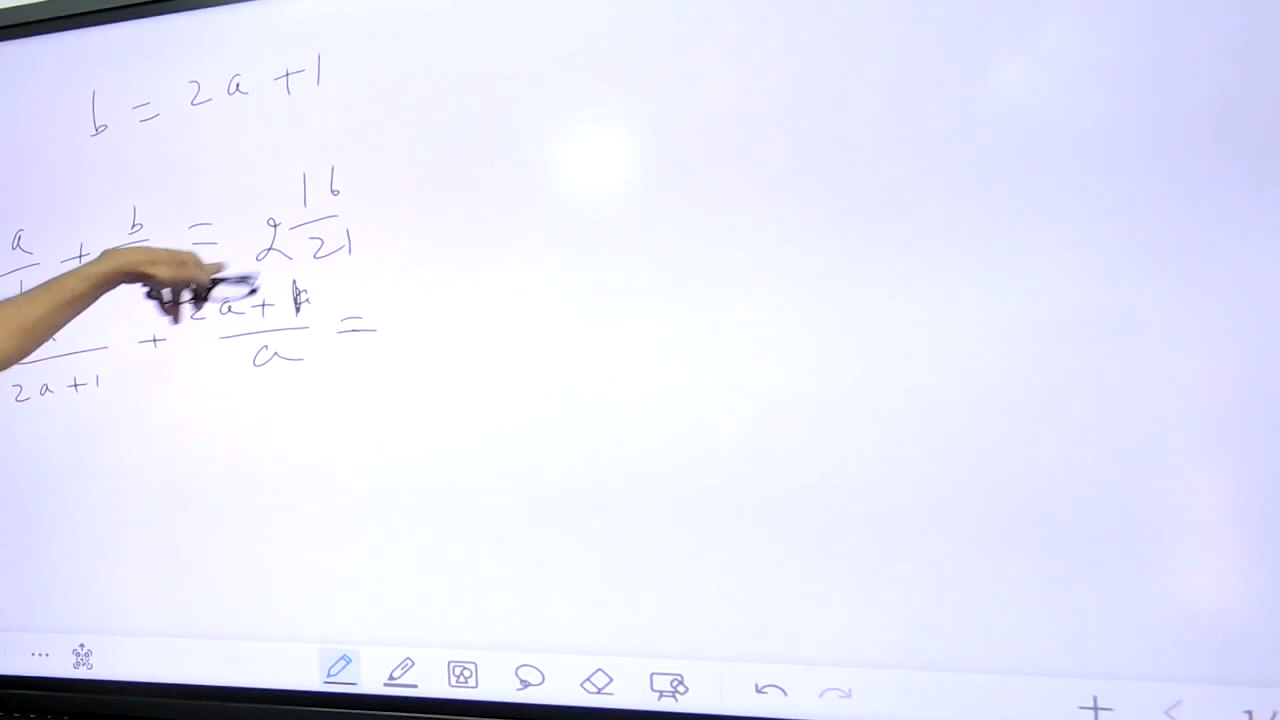 b = 2a + 1
a + b = 2 16/21
2a + 1 + 2a + 1/a =